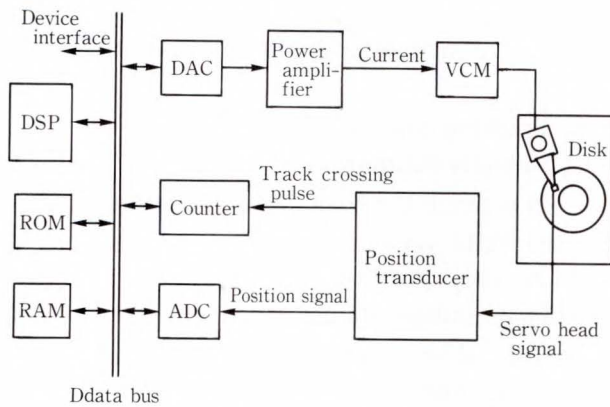 Device
interface
DSP
ROM
RAM
DAC
Power
ampli-
fier
Current
VCM
Disk
Track crossing
pulse
Counter
Position
transducer
ADC
Position signal
Servo head
signal
Ddata bus